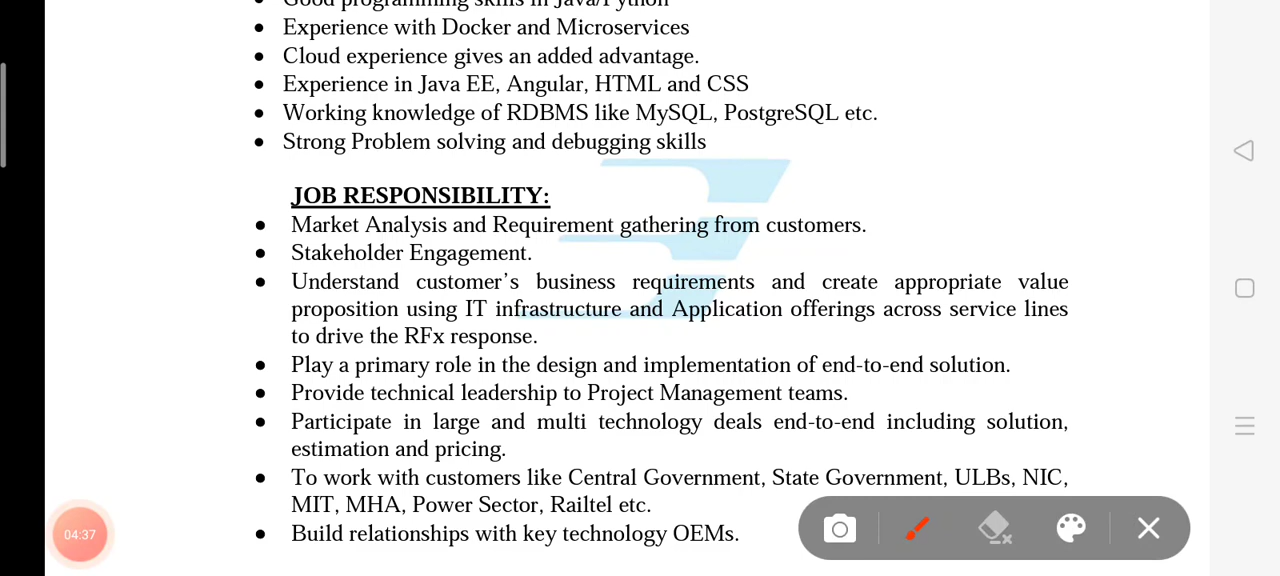 Good programming skills in Java/Python
Experience with Docker and Microservices
Cloud experience gives an added advantage.
Experience in Java EE, Angular, HTML and CSS
Working knowledge of RDBMS like MySQL, PostgreSQL etc.
Strong Problem solving and debugging skills
JOB RESPONSIBILITY:
Market Analysis and Requirement gathering from customers.
Stakeholder Engagement.
Understand customer's business requirements and create appropriate value
proposition using IT infrastructure and Application offerings across service lines
to drive the RFx response.
Play a primary role in the design and implementation of end-to-end solution.
Provide technical leadership to Project Management teams.
Participate in large and multi technology deals end-to-end including solution,
estimation and pricing.
To work with customers like Central Government, State Government, ULBs, NIC,
MIT, MHA, Power Sector, Railtel etc.
Build relationships with key technology OEMs.
04:37